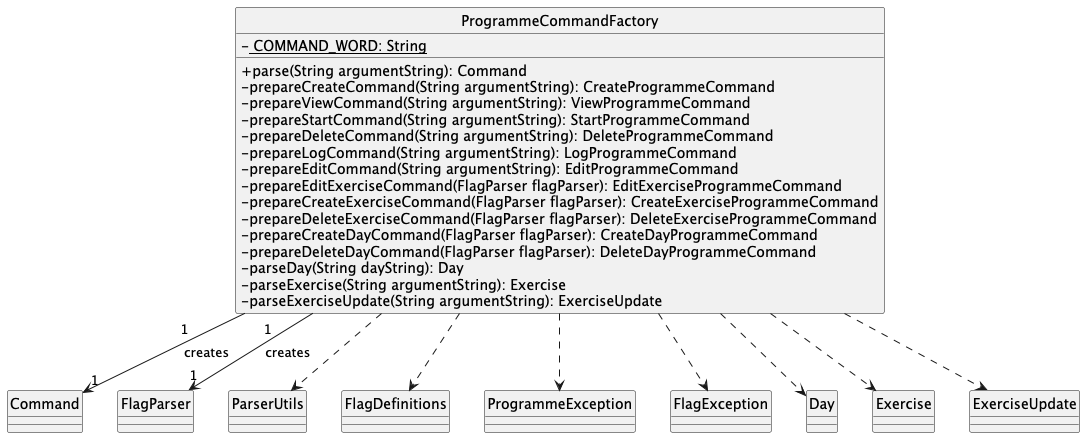 ProgrammeCommandFactory
- COMMAND_WORD: String
+parse(String argumentString): Command
-prepareCreateCommand(String argumentString): CreateProgrammeCommand
-prepareViewCommand(String argumentString): ViewProgrammeCommand
-prepareStartCommand(String argumentString): StartProgrammeCommand
-prepareDeleteCommand(String argumentString): DeleteProgrammeCommand
-prepareLogCommand(String argumentString): LogProgrammeCommand
-prepareEditCommand(String argumentString): EditProgrammeCommand
-prepareEditExerciseCommand(FlagParser flagParser): EditExerciseProgrammeCommand
-prepareCreateExerciseCommand(FlagParser flagParser): CreateExerciseProgrammeCommand
-prepareDeleteExerciseCommand(FlagParser flagParser): DeleteExerciseProgrammeCommand
-prepareCreateDayCommand(FlagParser flagParser): CreateDayProgrammeCommand
-prepareDeleteDayCommand(FlagParser flagParser): DeleteDayProgrammeCommand
-parseDay(String dayString): Day
-parseExercise(String argumentString): Exercise
-parseExerciseUpdate(String argumentString): ExerciseUpdate
1 1
creates creates
1 1
Command FlagParser ParserUtils FlagDefinitions ProgrammeException FlagException Day Exercise ExerciseUpdate